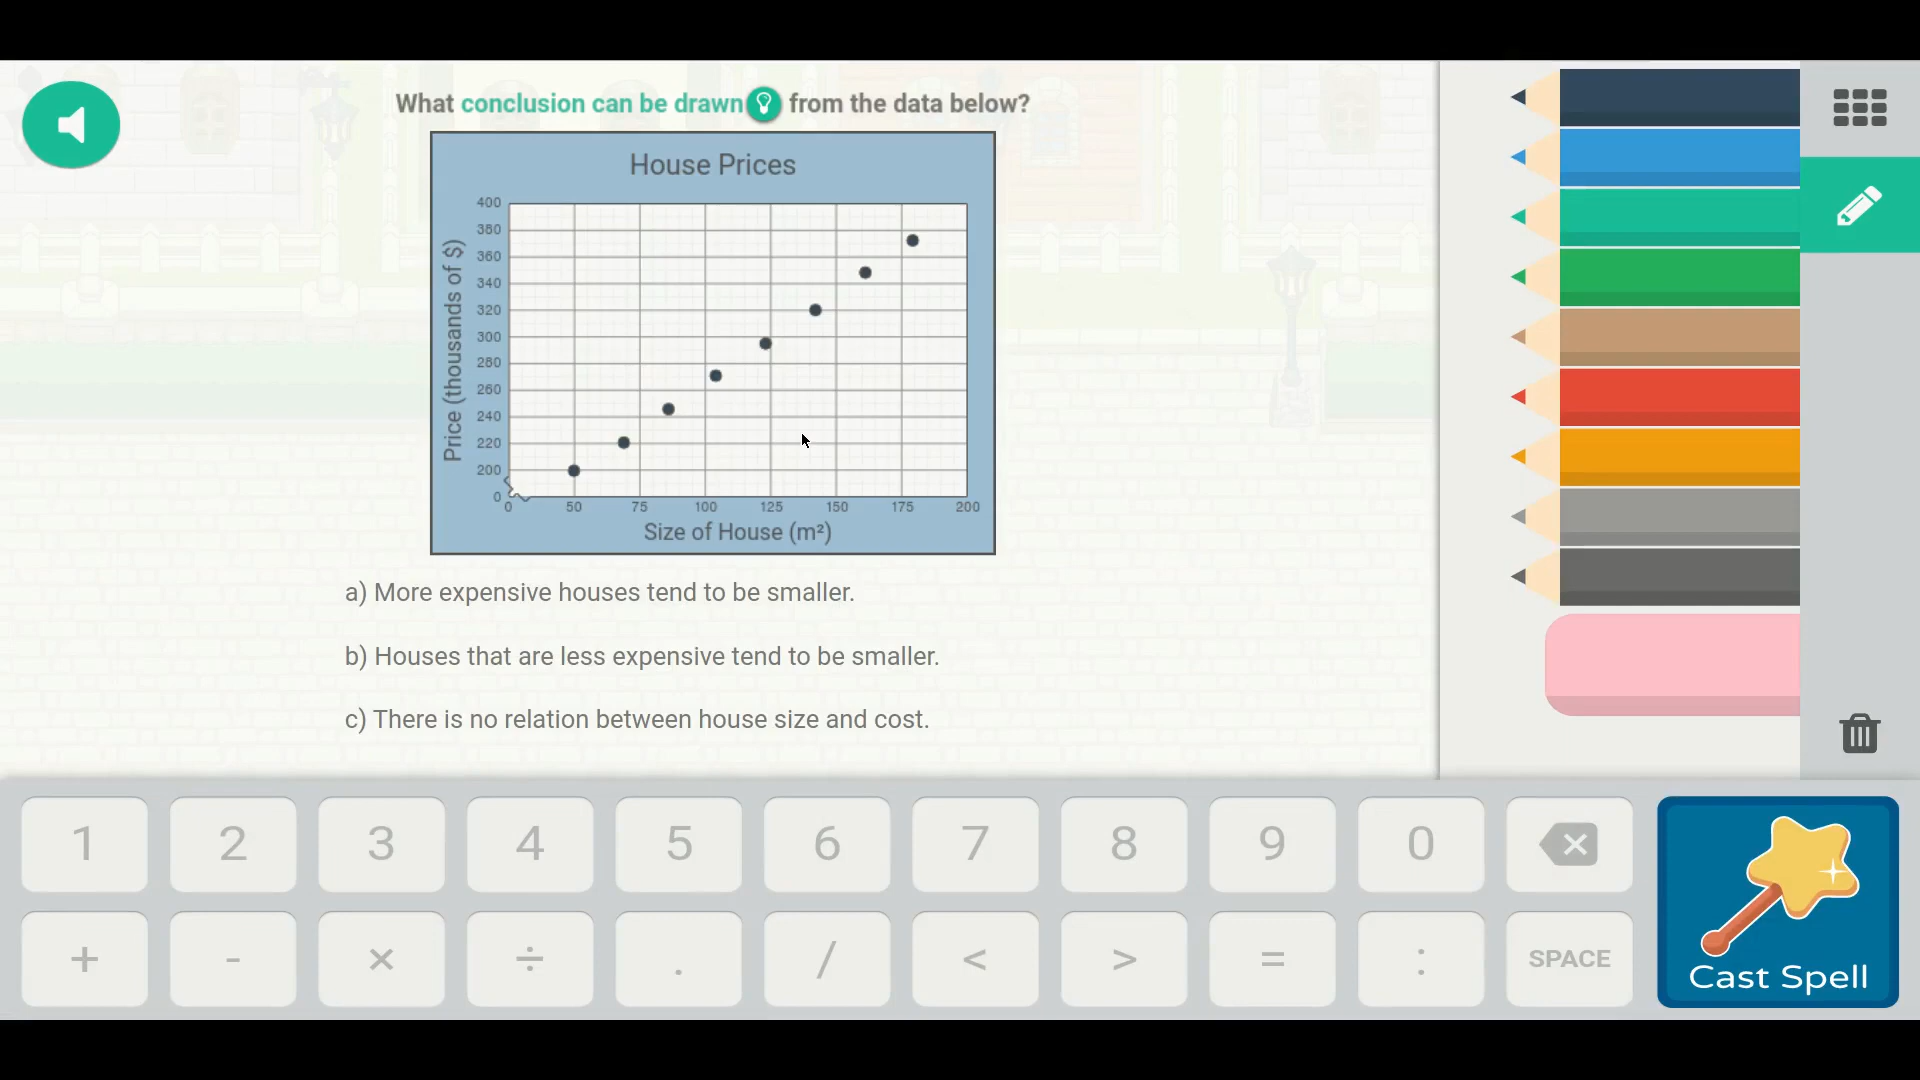 What conclusion can be drawn from the data below?
House Prices
Price (thousands of $)
400
380
360
340
320
300
280
260
240
220
200
0
0 50 75 100 125 150 175 200
Size of House (m²)
a) More expensive houses tend to be smaller.
b) Houses that are less expensive tend to be smaller.
c) There is no relation between house size and cost.
1 2 3 4 5 6 7 8 9 0
+ - × ÷ . / < > = : SPACE
Cast Spell